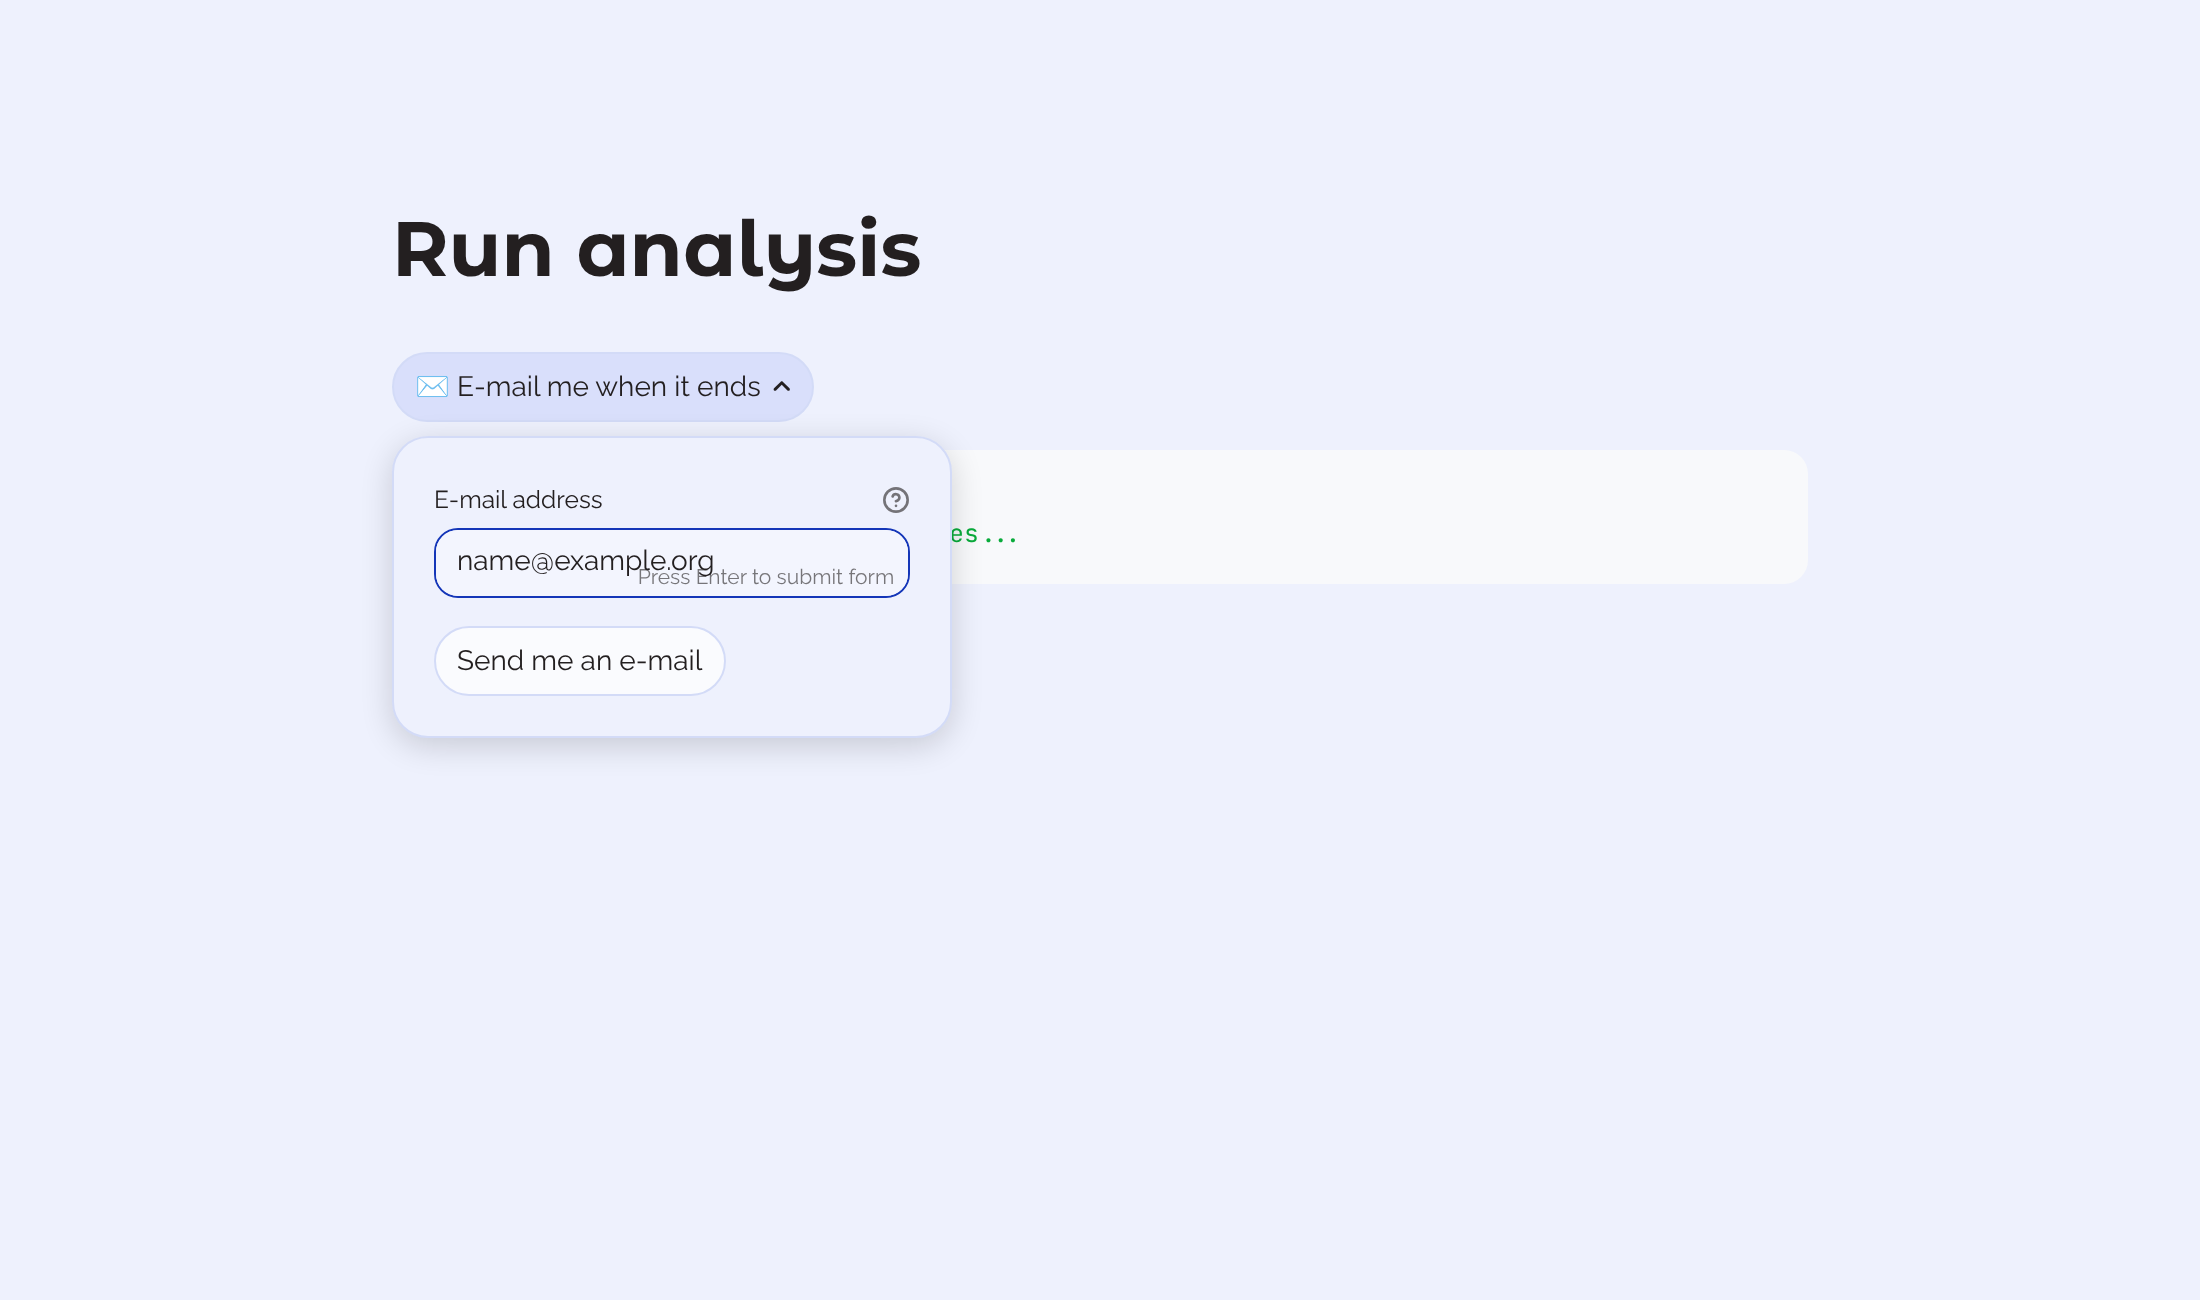 Run analysis
✉️ E-mail me when it ends
E-mail address
name@example.org
Press Enter to submit form
es...
Send me an e-mail